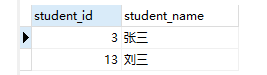 student_id student_name
3 张三
13 刘三